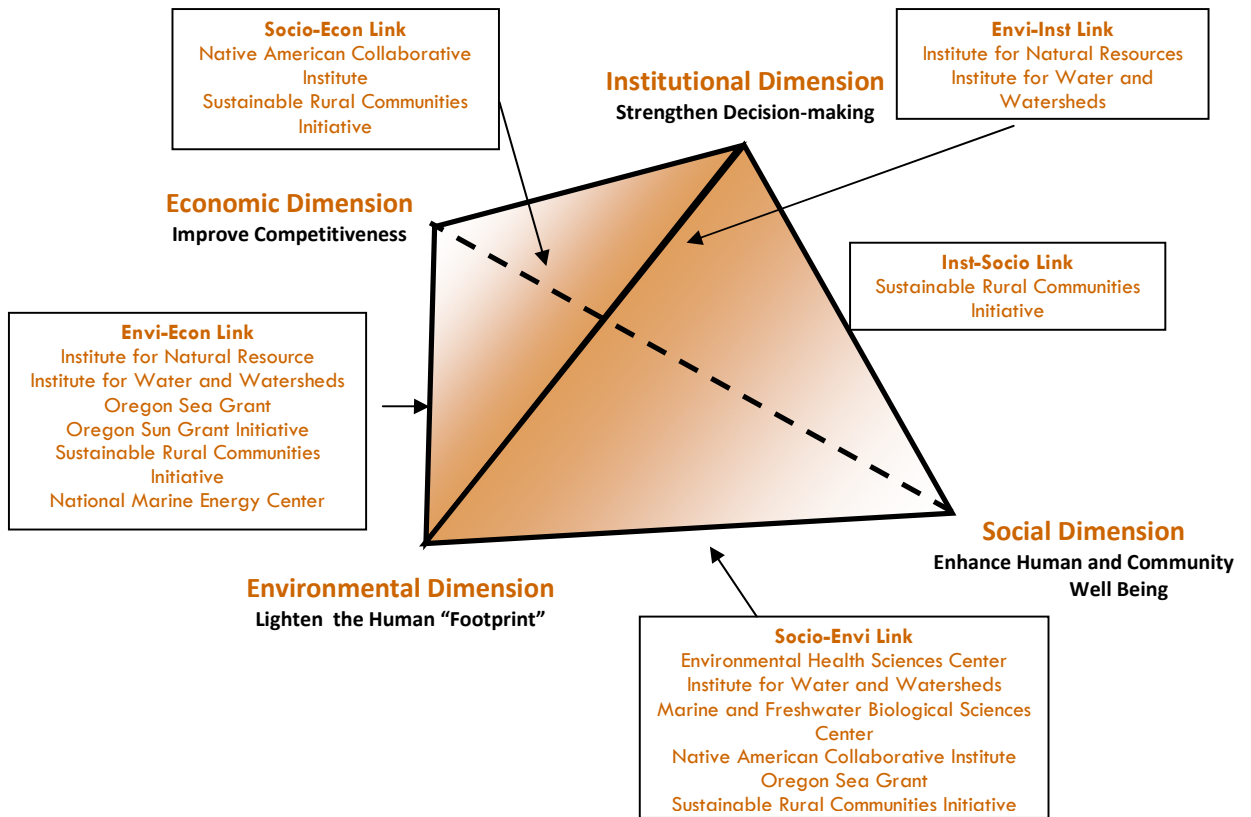 Socio-Econ Link
Native American Collaborative
Institute
Sustainable Rural Communities
Initiative
Envi-Inst Link
Institute for Natural Resources
Institute for Water and
Watersheds
Institutional Dimension
Strengthen Decision-making
Economic Dimension
Improve Competitiveness
Inst-Socio Link
Sustainable Rural Communities
Initiative
Envi-Econ Link
Institute for Natural Resource
Institute for Water and Watersheds
Oregon Sea Grant
Oregon Sun Grant Initiative
Sustainable Rural Communities
Initiative
National Marine Energy Center
Social Dimension
Enhance Human and Community
Well Being
Environmental Dimension
Lighten the Human “Footprint”
Socio-Envi Link
Environmental Health Sciences Center
Institute for Water and Watersheds
Marine and Freshwater Biological Sciences
Center
Native American Collaborative Institute
Oregon Sea Grant
Sustainable Rural Communities Initiative